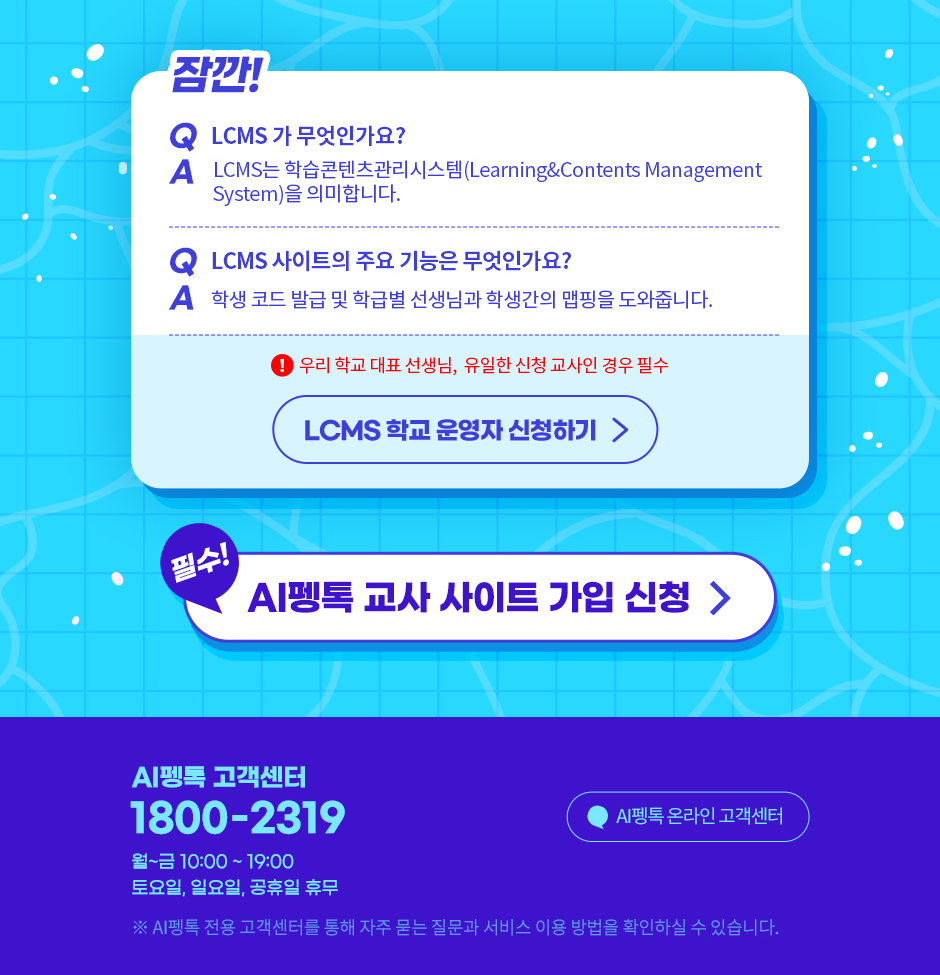 잠깐!
Q LCMS 가 무엇인가요?
A LCMS는 학습콘텐츠관리시스템(Learning&Contents Management
System)을 의미합니다.
Q LCMS 사이트의 주요 기능은 무엇인가요?
A 학생 코드 발급 및 학급별 선생님과 학생간의 맵핑을 도와줍니다.
! 우리 학교 대표 선생님, 유일한 신청 교사인 경우 필수
LCMS 학교 운영자 신청하기 >
필수!
AI펭톡 교사 사이트 가입 신청 >
AI펭톡 고객센터
1800-2319
AI펭톡 온라인 고객센터
월~금 10:00 ~ 19:00
토요일, 일요일, 공휴일 휴무
※ AI펭톡 전용 고객센터를 통해 자주 묻는 질문과 서비스 이용 방법을 확인하실 수 있습니다.